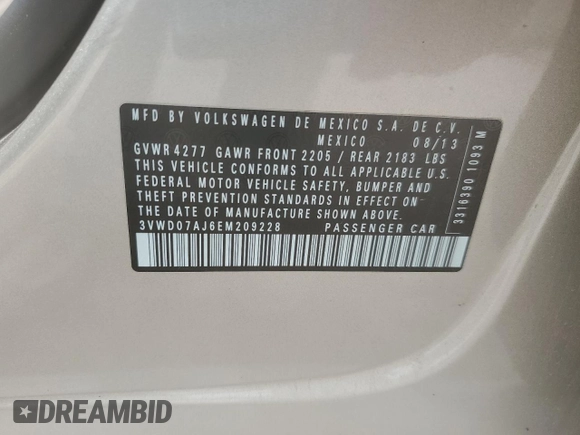 MFD BY VOLKSWAGEN DE MEXICO S.A. DE C.V.
MEXICO 08/13
GVWR 4277 GAWR FRONT 2205 / REAR 2183 LBS
THIS VEHICLE CONFORMS TO ALL APPLICABLE U.S.
FEDERAL MOTOR VEHICLE SAFETY, BUMPER AND
THEFT PREVENTION STANDARDS IN EFFECT ON
THE DATE OF MANUFACTURE SHOWN ABOVE.
3VWD07AJ6EM209228 PASSENGER CAR
3316390 1093 M
DREAMBID